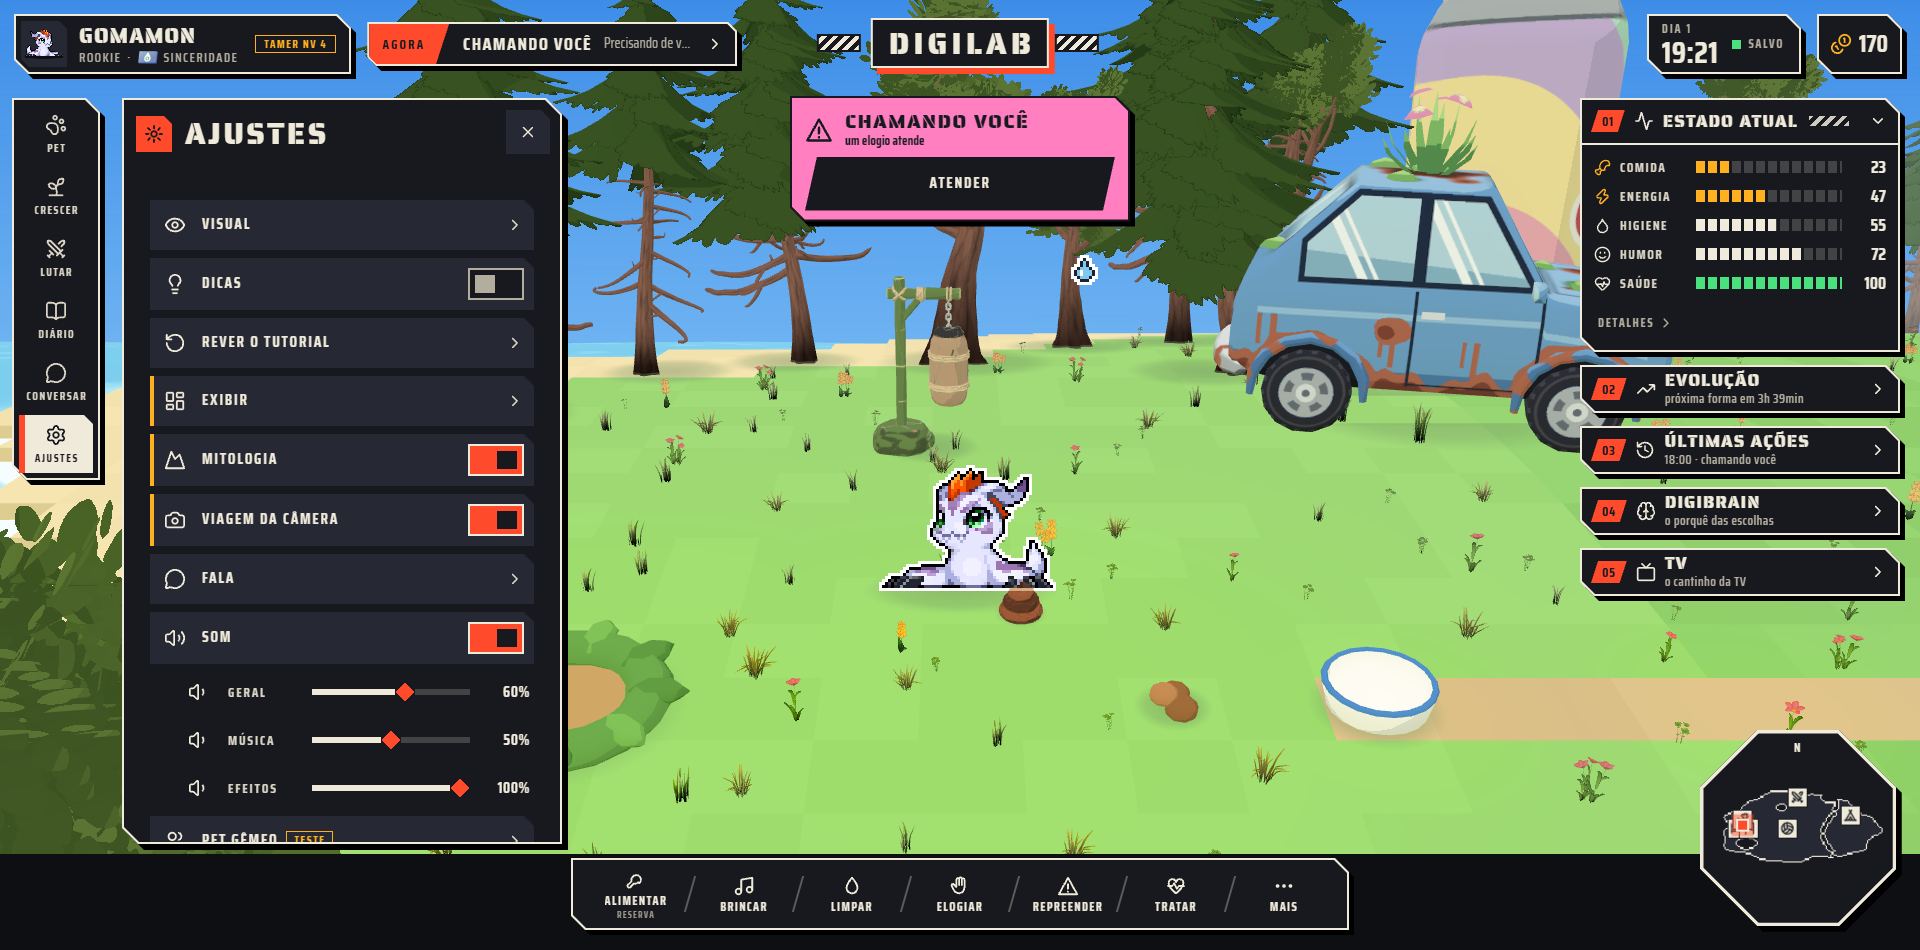 GOMAMON
ROOKIE · SINCERIDADE
TAMER NV 4
AGORA
CHAMANDO VOCÊ Precisando de v...
DIGILAB
DIA 1
19:21
SALVO
170
PET
CRESCER
LUTAR
DIÁRIO
CONVERSAR
AJUSTES
AJUSTES
VISUAL
DICAS
REVER O TUTORIAL
EXIBIR
MITOLOGIA
VIAGEM DA CÂMERA
FALA
SOM
GERAL 60%
MÚSICA 50%
EFEITOS 100%
PET GÊMEO TESTE
CHAMANDO VOCÊ
um elogio atende
ATENDER
01 ESTADO ATUAL
COMIDA 23
ENERGIA 47
HIGIENE 55
HUMOR 72
SAÚDE 100
DETALHES
02 EVOLUÇÃO
próxima forma em 3h 39min
03 ÚLTIMAS AÇÕES
18:00 · chamando você
04 DIGIBRAIN
o porquê das escolhas
05 TV
o cantinho da TV
N
ALIMENTAR
RESERVA
BRINCAR
LIMPAR
ELOGIAR
REPREENDER
TRATAR
MAIS